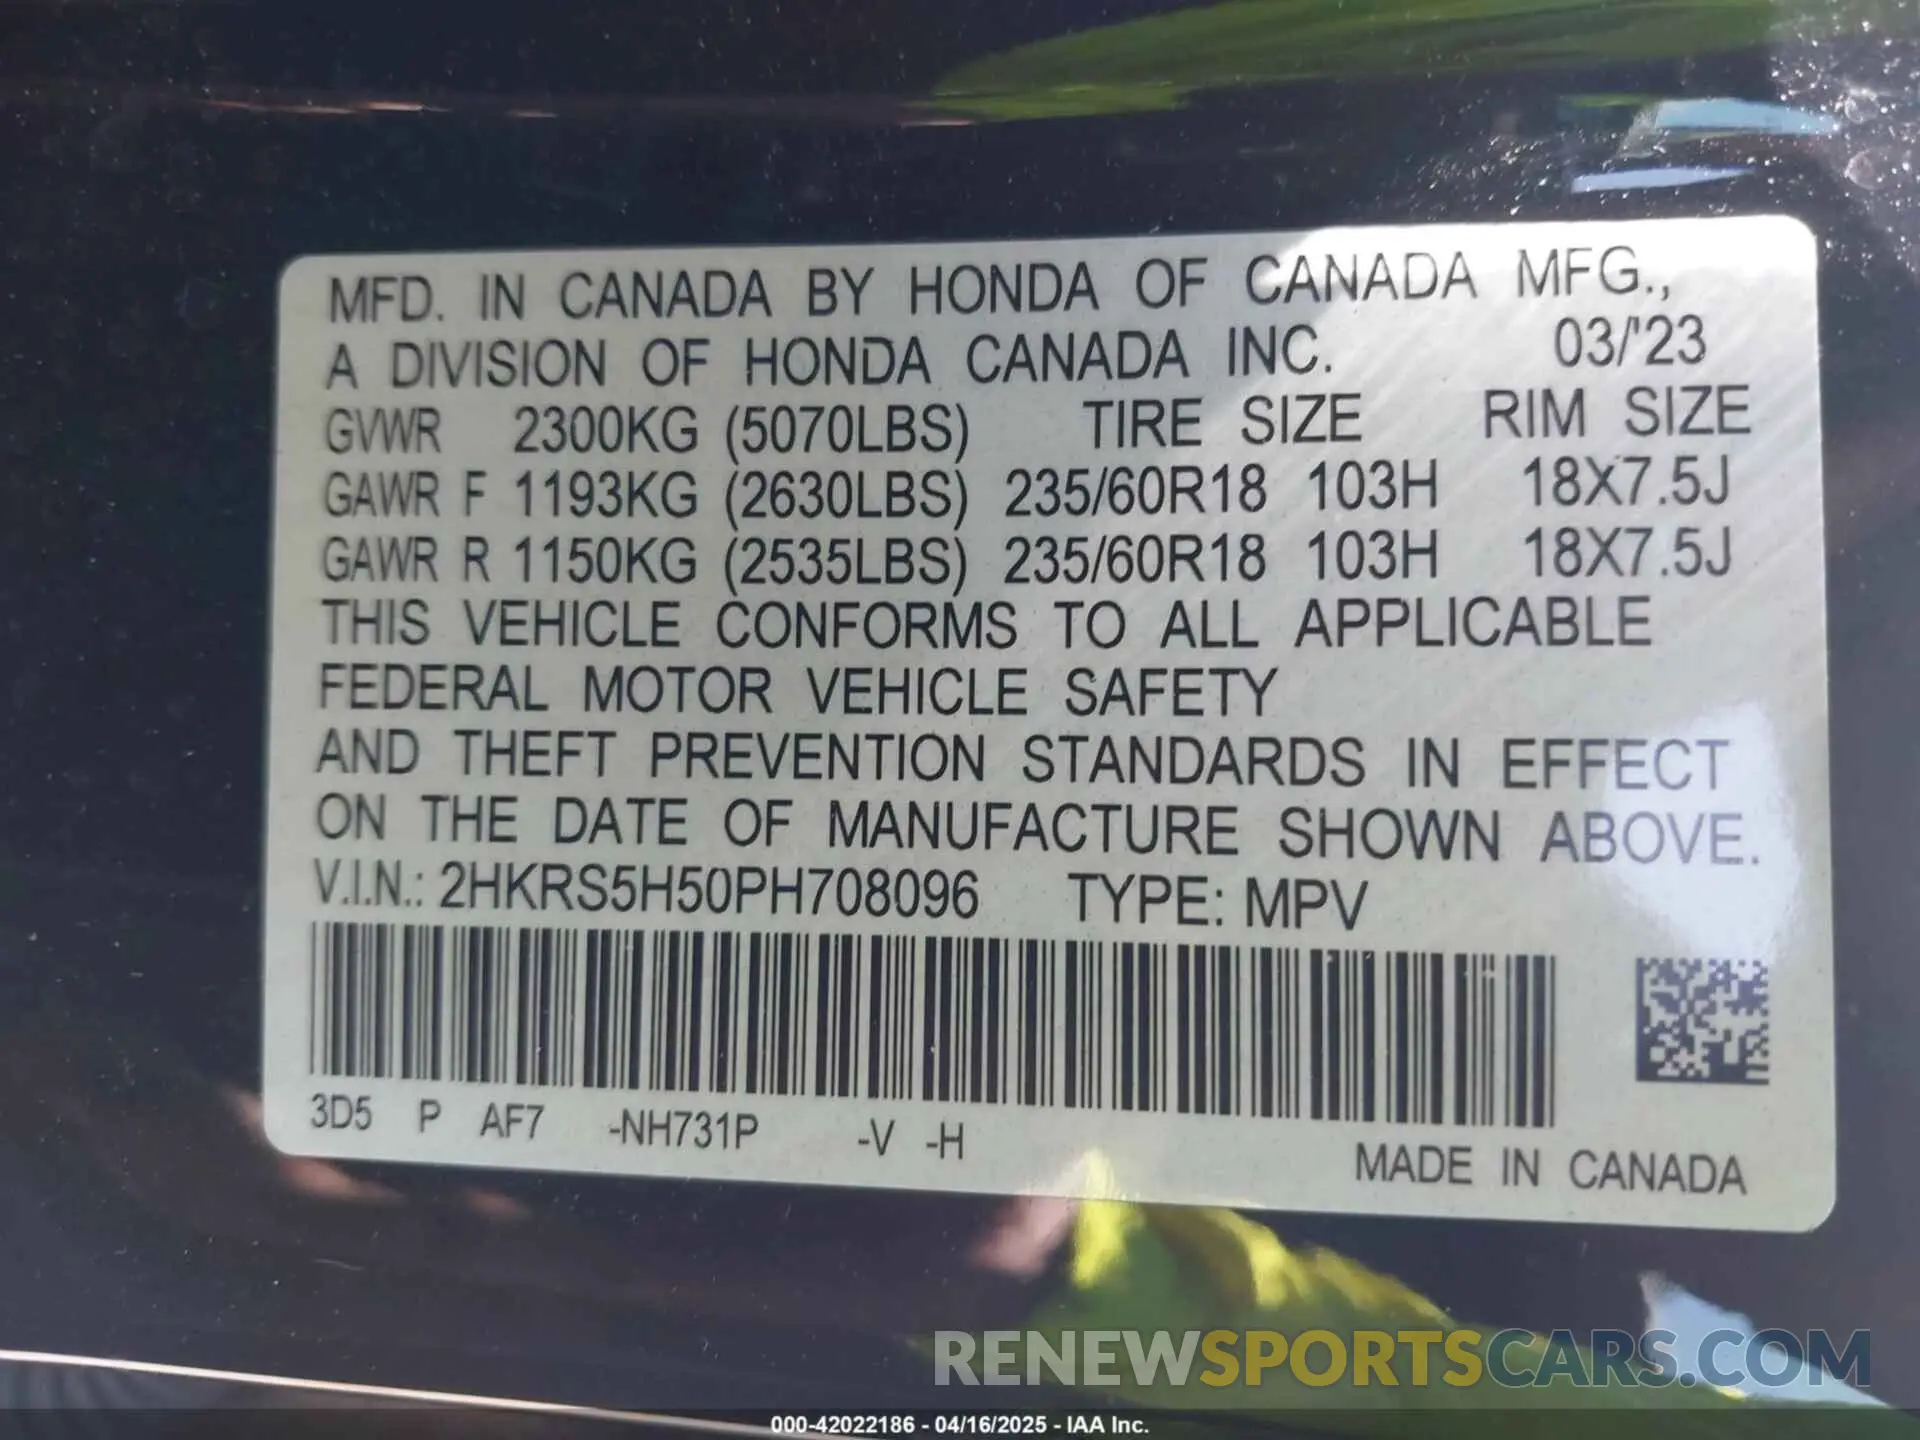 MFD. IN CANADA BY HONDA OF CANADA MFG.,
A DIVISION OF HONDA CANADA INC. 03/'23
GVWR 2300KG (5070LBS) TIRE SIZE RIM SIZE
GAWR F 1193KG (2630LBS) 235/60R18 103H 18X7.5J
GAWR R 1150KG (2535LBS) 235/60R18 103H 18X7.5J
THIS VEHICLE CONFORMS TO ALL APPLICABLE
FEDERAL MOTOR VEHICLE SAFETY
AND THEFT PREVENTION STANDARDS IN EFFECT
ON THE DATE OF MANUFACTURE SHOWN ABOVE.
V.I.N.: 2HKRS5H50PH708096 TYPE: MPV
3D5 P AF7 -NH731P -V -H
MADE IN CANADA
RENEWSPORTSCARS.COM
000-42022186 - 04/16/2025 - IAA Inc.